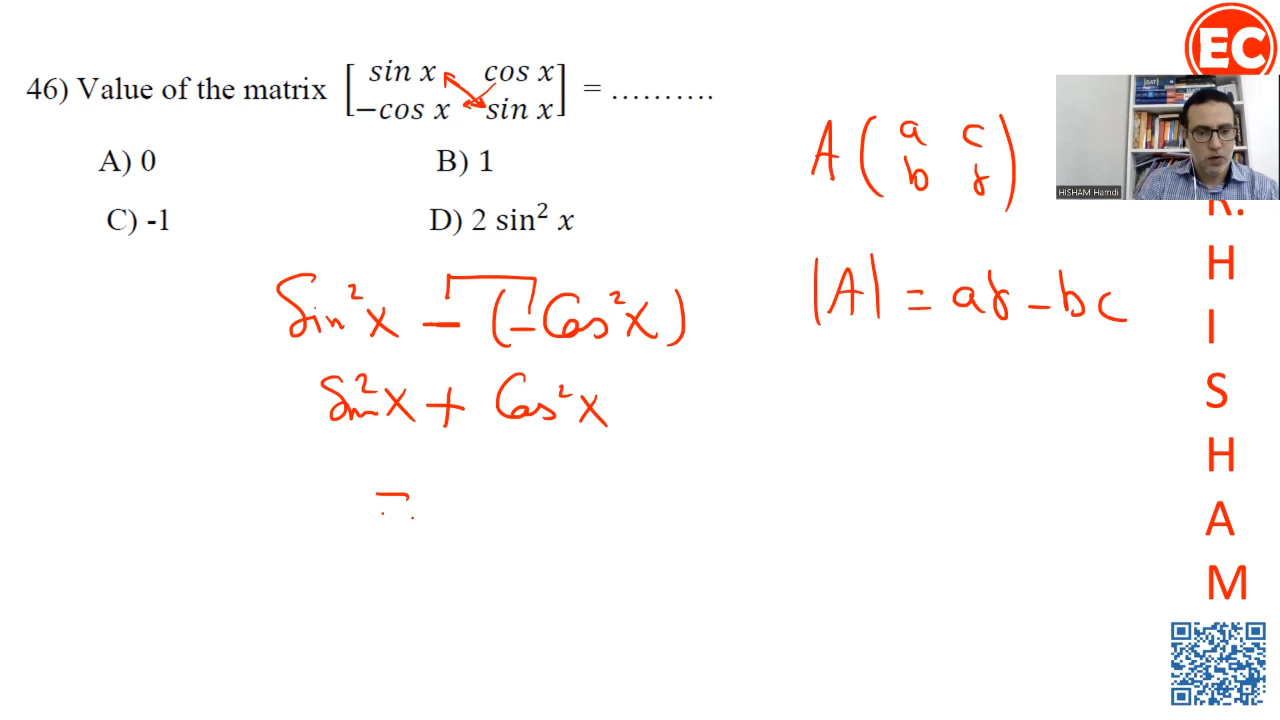 EC
46) Value of the matrix [ sin x cos x
−cos x sin x ] = ……….
A) 0 B) 1
C) -1 D) 2 sin² x
A ( a c
b d )
|A| = ad − bc
Sin²x − (−Cos²x)
Sin²x + Cos²x
HISHAM Hamdi
R.
H
I
S
H
A
M